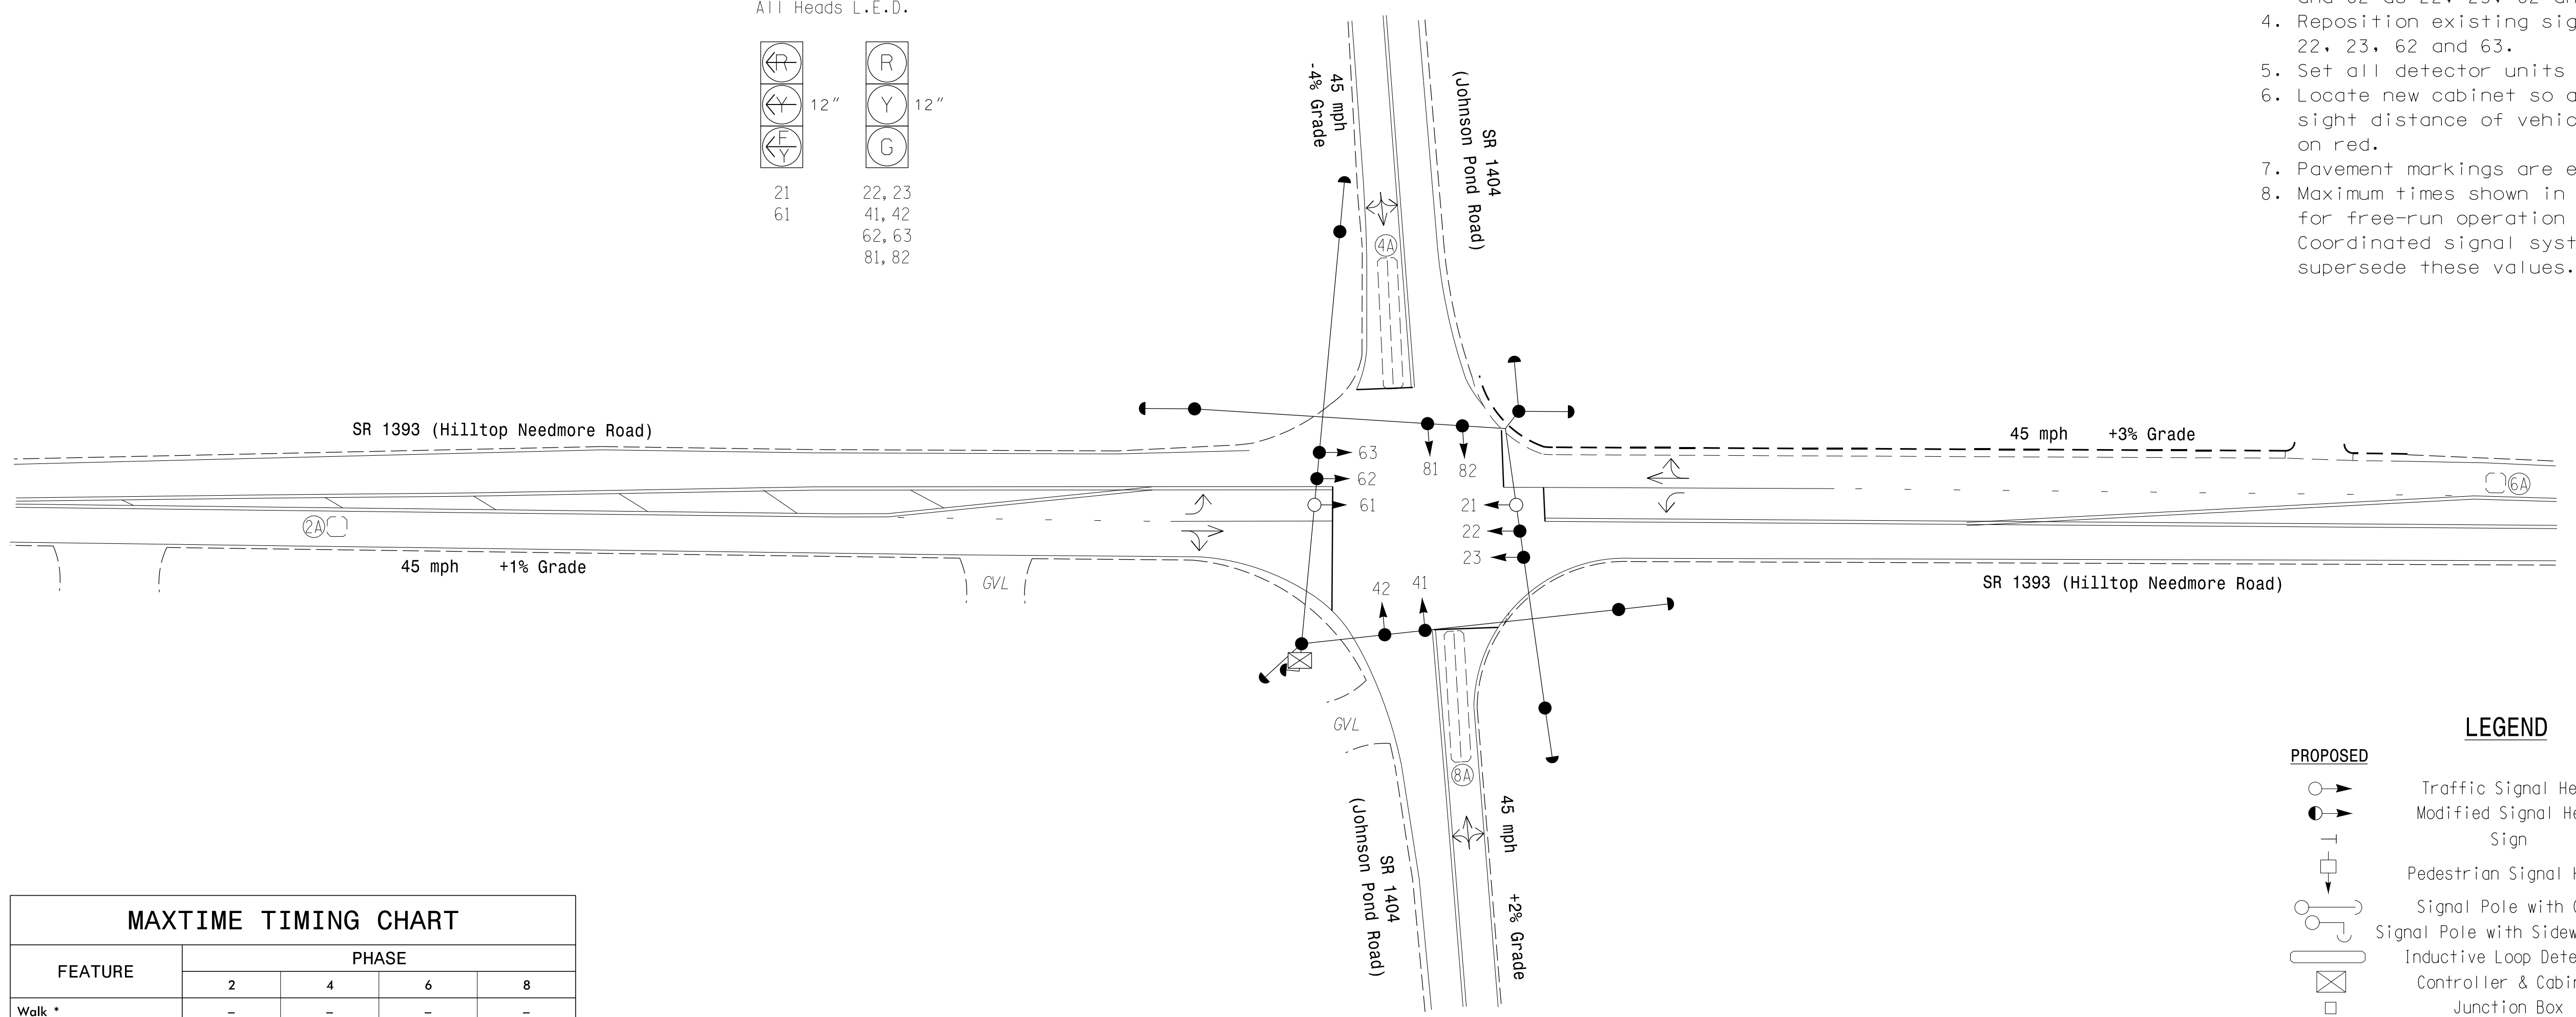 All Heads L.E.D.
R
Y
F
Y
12"
R
Y
G
12"
21
61
22, 23
41, 42
62, 63
81, 82
4. Reposition existing sig
22, 23, 62 and 63.
5. Set all detector units
6. Locate new cabinet so a
sight distance of vehic
on red.
7. Pavement markings are e
8. Maximum times shown in
for free-run operation
Coordinated signal syst
supersede these values.
45 mph
-4% Grade
SR 1404
(Johnson Pond Road)
4A
SR 1393 (Hilltop Needmore Road)
45 mph +3% Grade
63
62
61
81
82
21
22
23
2A
6A
45 mph +1% Grade
GVL
SR 1393 (Hilltop Needmore Road)
42
41
GVL
8A
45 mph
+2% Grade
SR 1404
(Johnson Pond Road)
LEGEND
PROPOSED
Traffic Signal He
Modified Signal He
Sign
Pedestrian Signal H
Signal Pole with
Signal Pole with Sidew
Inductive Loop Dete
Controller & Cabi
Junction Box
MAXTIME TIMING CHART
FEATURE
PHASE
2 4 6 8
Walk * - - - -